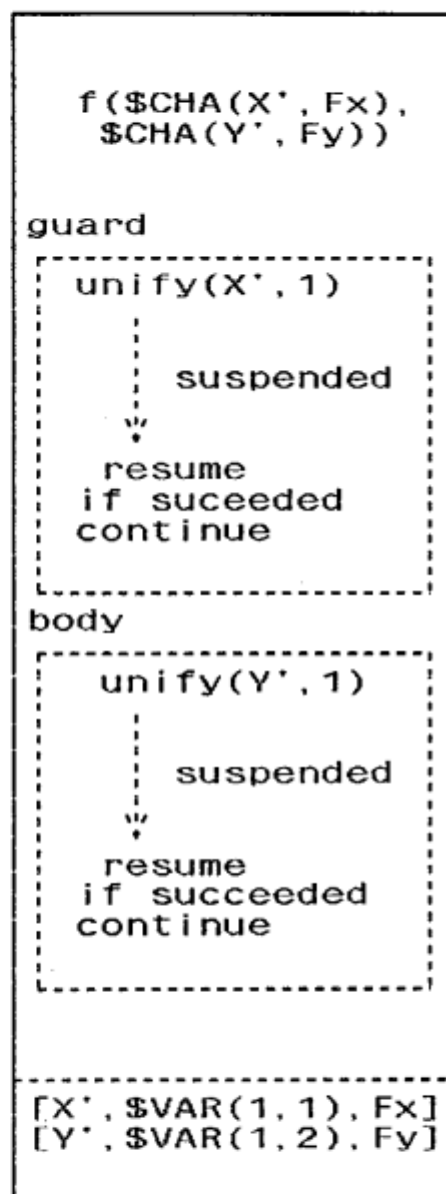 f($CHA(X',Fx),
$CHA(Y',Fy))
guard
unify(X',1)
suspended
resume
if suceeded
continue
body
unify(Y',1)
suspended
resume
if succeeded
continue
[X',$VAR(1,1),Fx]
[Y',$VAR(1,2),Fy]